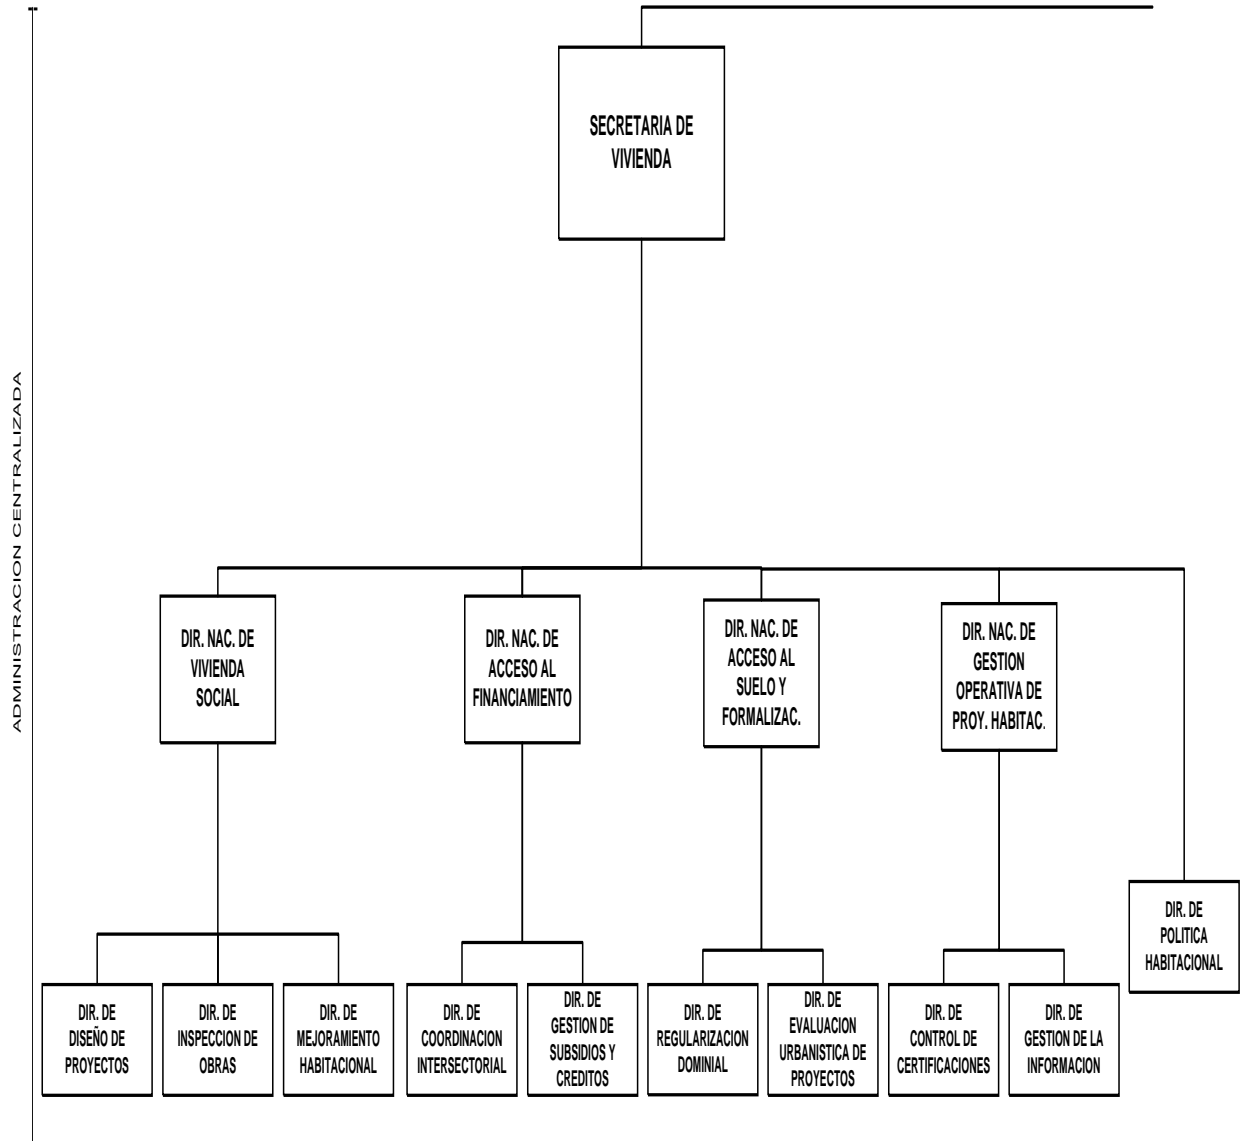 ADMINISTRACION CENTRALIZADA
SECRETARIA DE
VIVIENDA
DIR. NAC. DE
VIVIENDA
SOCIAL
DIR. NAC. DE
ACCESO AL
FINANCIAMIENTO
DIR. NAC. DE
ACCESO AL
SUELO Y
FORMALIZAC.
DIR. NAC. DE
GESTION
OPERATIVA DE
PROY. HABITAC.
DIR. DE
POLITICA
HABITACIONAL
DIR. DE
DISEÑO DE
PROYECTOS
DIR. DE
INSPECCION DE
OBRAS
DIR. DE
MEJORAMIENTO
HABITACIONAL
DIR. DE
COORDINACION
INTERSECTORIAL
DIR. DE
GESTION DE
SUBSIDIOS Y
CREDITOS
DIR. DE
REGULARIZACION
DOMINIAL
DIR. DE
EVALUACION
URBANISTICA DE
PROYECTOS
DIR. DE
CONTROL DE
CERTIFICACIONES
DIR. DE
GESTION DE LA
INFORMACION